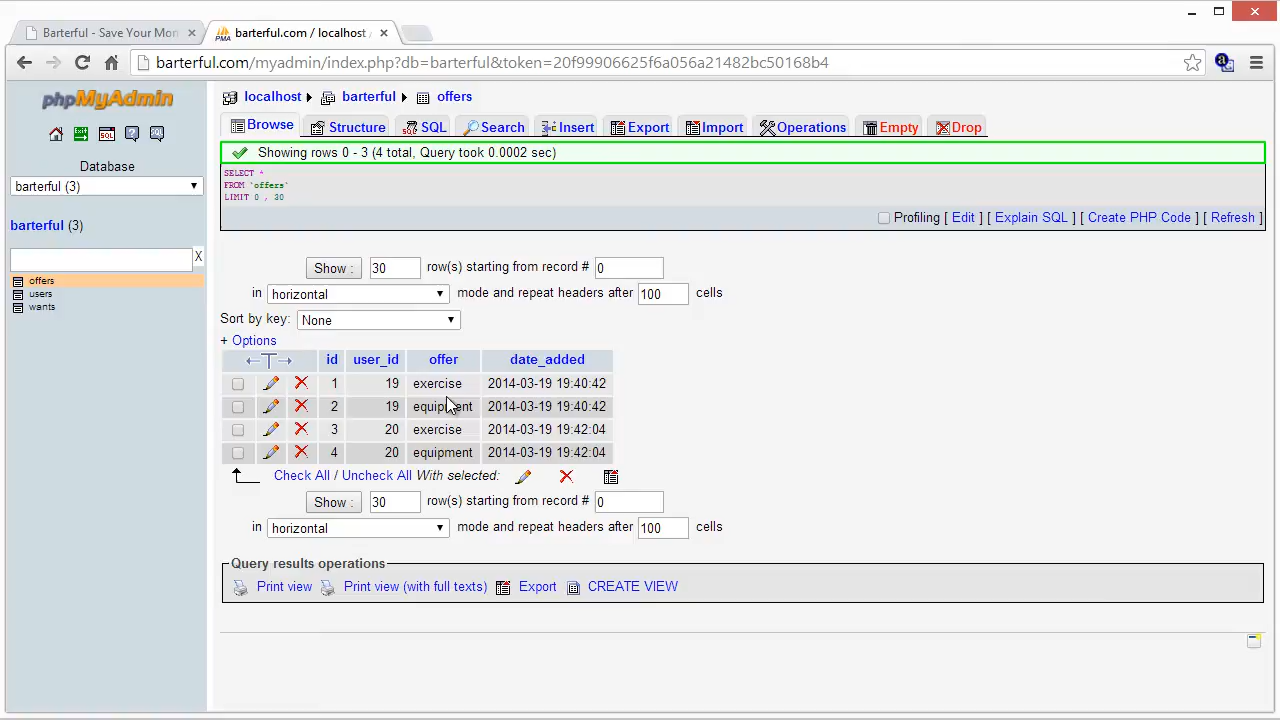 Barterful - Save Your Mon
barterful.com / localhost /
barterful.com/myadmin/index.php?db=barterful&token=20f99906625f6a056a21482bc50168b4
phpMyAdmin
Database
barterful (3)
barterful (3)
X
offers
users
wants
localhost barterful offers
Browse Structure SQL Search Insert Export Import Operations Empty Drop
Showing rows 0 - 3 (4 total, Query took 0.0002 sec)
SELECT *
FROM `offers`
LIMIT 0 , 30
Profiling [ Edit ] [ Explain SQL ] [ Create PHP Code ] [ Refresh ]
Show : 30 row(s) starting from record # 0
in horizontal mode and repeat headers after 100 cells
Sort by key: None
+ Options
←T→ id user_id offer date_added
1 19 exercise 2014-03-19 19:40:42
2 19 equipment 2014-03-19 19:40:42
3 20 exercise 2014-03-19 19:42:04
4 20 equipment 2014-03-19 19:42:04
Check All / Uncheck All With selected:
Show : 30 row(s) starting from record # 0
in horizontal mode and repeat headers after 100 cells
Query results operations
Print view Print view (with full texts) Export CREATE VIEW